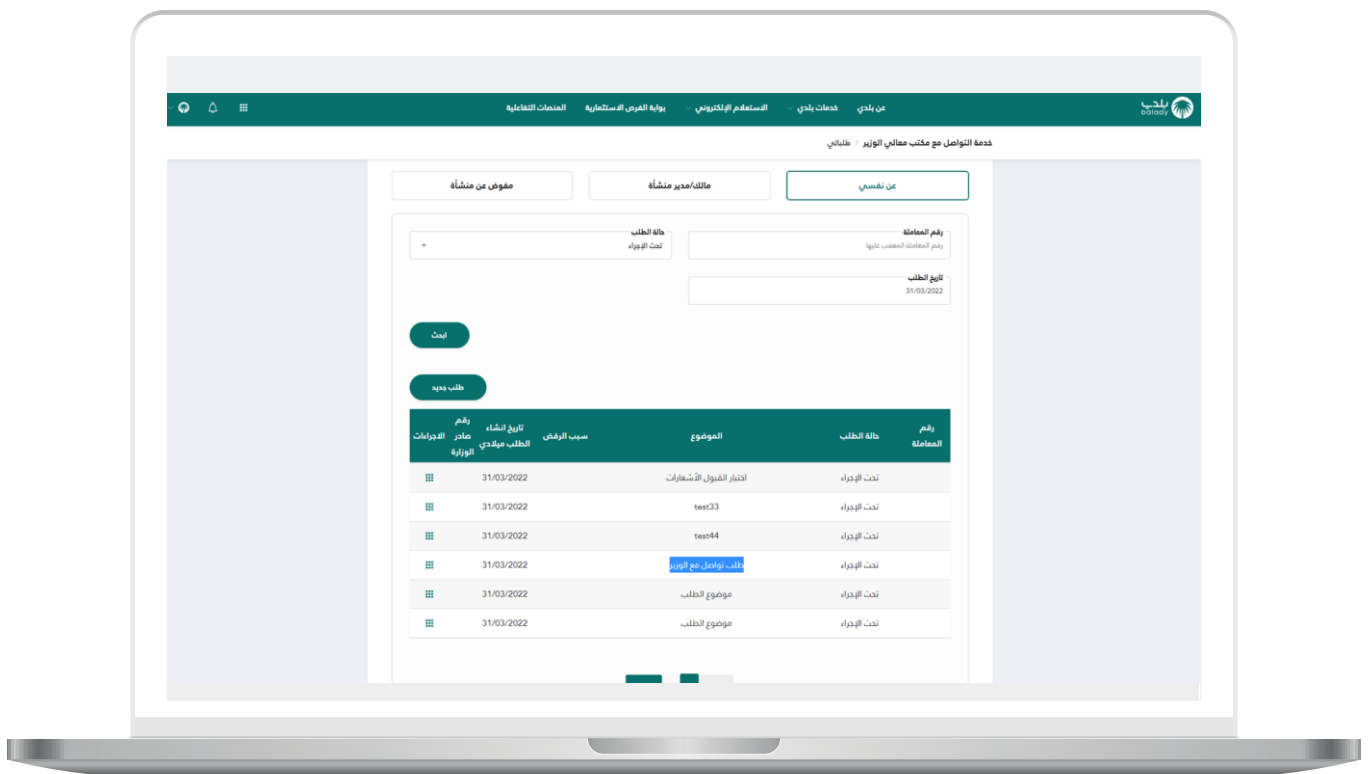 بلدي
balady
عن بلدي
خدمات بلدي
الاستعلام الإلكتروني
بوابة الفرص الاستثمارية
المنصات التفاعلية
خدمة التواصل مع مكتب معالي الوزير / طلباتي
عن نفسي
مالك/مدير منشأة
مفوض عن منشأة
رقم المعاملة
رقم المعاملة المعقب عليها
حالة الطلب
تحت الإجراء
تاريخ الطلب
31/03/2022
ابحث
طلب جديد
رقم المعاملة
حالة الطلب
الموضوع
سبب الرفض
تاريخ انشاء الطلب ميلادي
رقم صادر الوزارة
الاجراءات
تحت الإجراء اختبار القبول الأشعارات 31/03/2022
تحت الإجراء test33 31/03/2022
تحت الإجراء test44 31/03/2022
تحت الإجراء طلب تواصل مع الوزير 31/03/2022
تحت الإجراء موضوع الطلب 31/03/2022
تحت الإجراء موضوع الطلب 31/03/2022